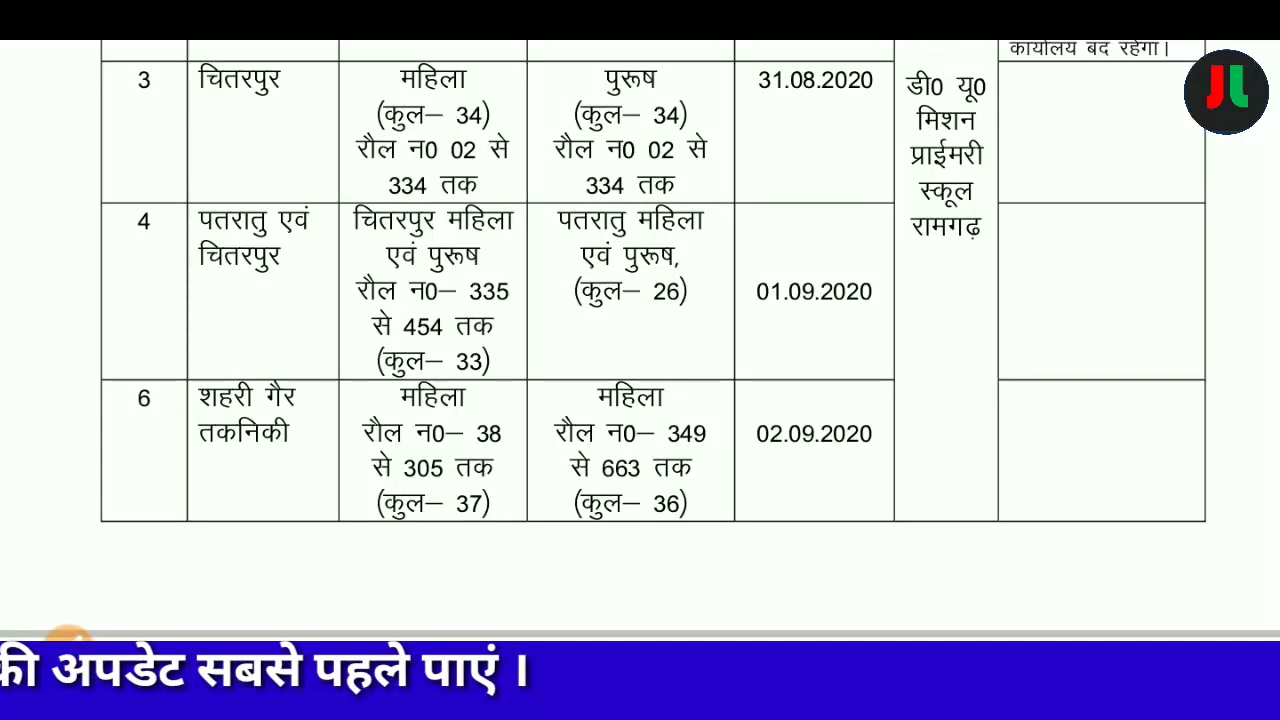 कार्यालय बंद रहेगा।
3
चितरपुर
महिला
(कुल– 34)
रौल न0 02 से
334 तक
पुरूष
(कुल– 34)
रौल न0 02 से
334 तक
31.08.2020
डी0 यू0
मिशन
प्राईमरी
स्कूल
रामगढ़
4
पतरातु एवं
चितरपुर
चितरपुर महिला
एवं पुरूष
रौल न0– 335
से 454 तक
(कुल– 33)
पतरातु महिला
एवं पुरूष,
(कुल– 26)
01.09.2020
6
शहरी गैर
तकनिकी
महिला
रौल न0– 38
से 305 तक
(कुल– 37)
महिला
रौल न0– 349
से 663 तक
(कुल– 36)
02.09.2020
की अपडेट सबसे पहले पाएं ।